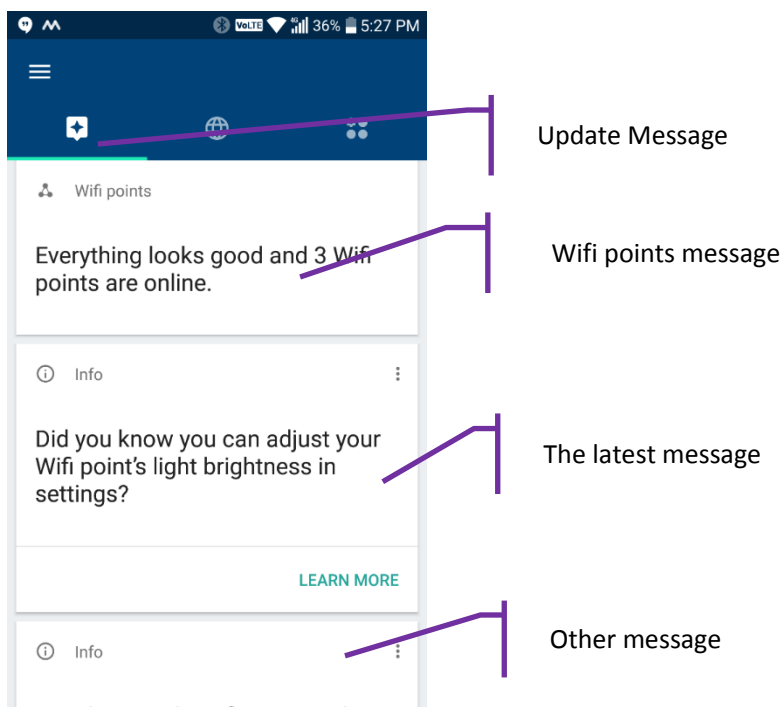 VoLTE 4G 36% 5:27 PM
Update Message
Wifi points
Everything looks good and 3 Wifi
points are online.
Wifi points message
Info
Did you know you can adjust your
Wifi point's light brightness in
settings?
The latest message
LEARN MORE
Info
Other message